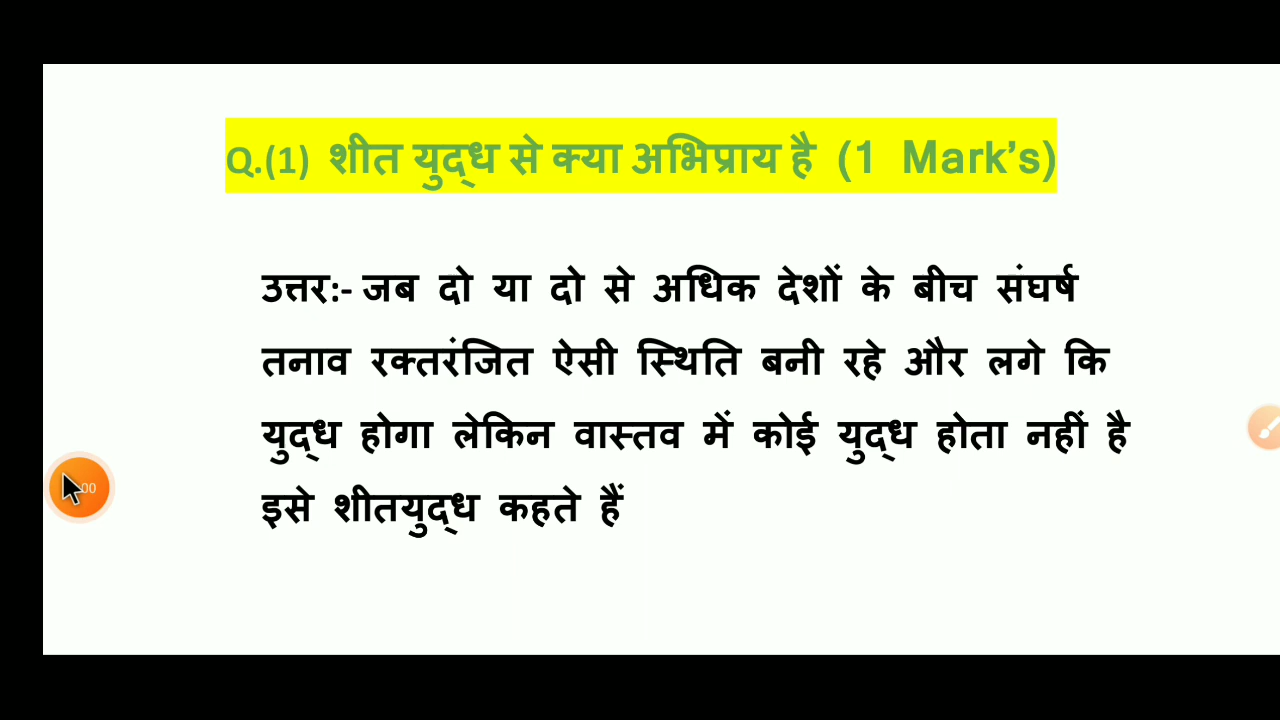 Q.(1) शीत युद्ध से क्या अभिप्राय है (1 Mark’s)
उत्तर:- जब दो या दो से अधिक देशों के बीच संघर्ष
तनाव रक्तरंजित ऐसी स्थिति बनी रहे और लगे कि
युद्ध होगा लेकिन वास्तव में कोई युद्ध होता नहीं है
इसे शीतयुद्ध कहते हैं